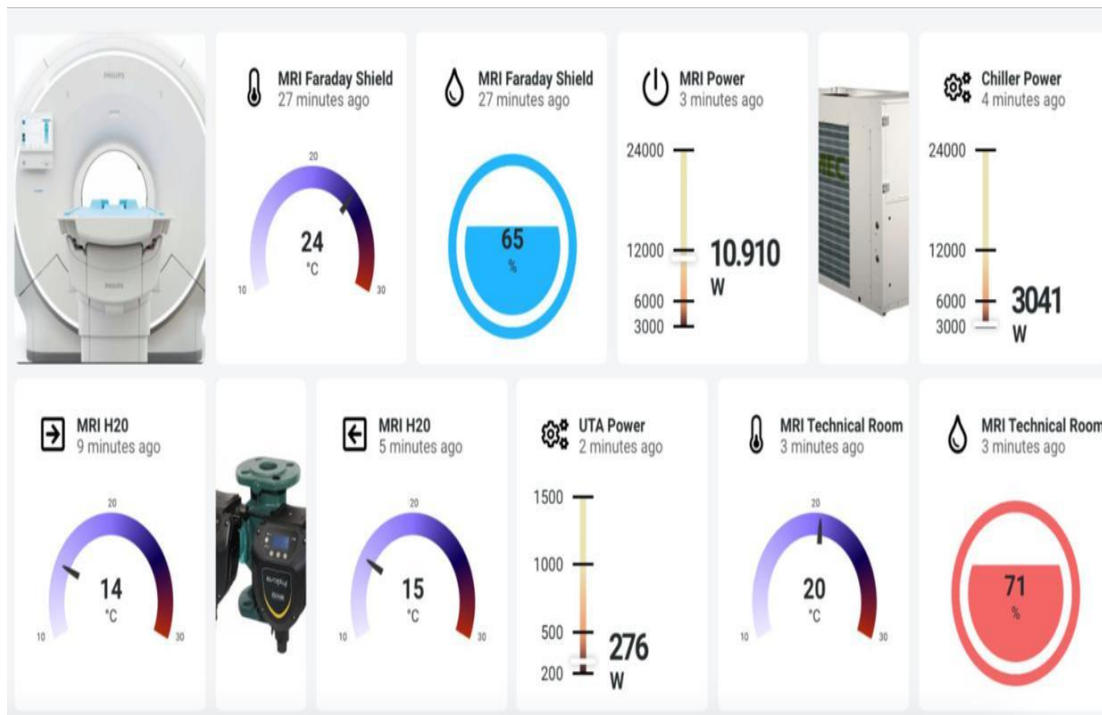 PHILIPS
PHILIPS
MRI Faraday Shield
27 minutes ago
20
24
°C
10
30
MRI Faraday Shield
27 minutes ago
65
%
MRI Power
3 minutes ago
24000
12000
6000
3000
10.910
W
Chiller Power
4 minutes ago
24000
12000
6000
3000
3041
W
MRI H20
9 minutes ago
20
14
°C
10
30
MRI H20
5 minutes ago
20
15
°C
10
30
UTA Power
2 minutes ago
1500
1000
500
200
276
W
MRI Technical Room
3 minutes ago
20
20
°C
10
30
MRI Technical Room
3 minutes ago
71
%